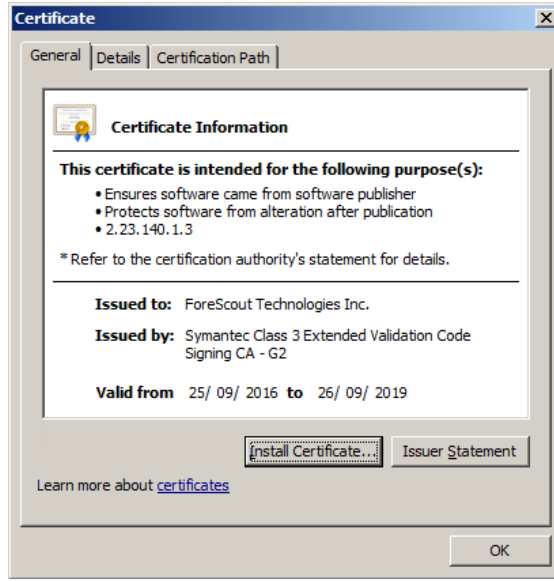 Certificate
General Details Certification Path
Certificate Information
This certificate is intended for the following purpose(s):
• Ensures software came from software publisher
• Protects software from alteration after publication
• 2.23.140.1.3
* Refer to the certification authority's statement for details.
Issued to: ForeScout Technologies Inc.
Issued by: Symantec Class 3 Extended Validation Code
Signing CA - G2
Valid from 25/ 09/ 2016 to 26/ 09/ 2019
Install Certificate... Issuer Statement
Learn more about certificates
OK